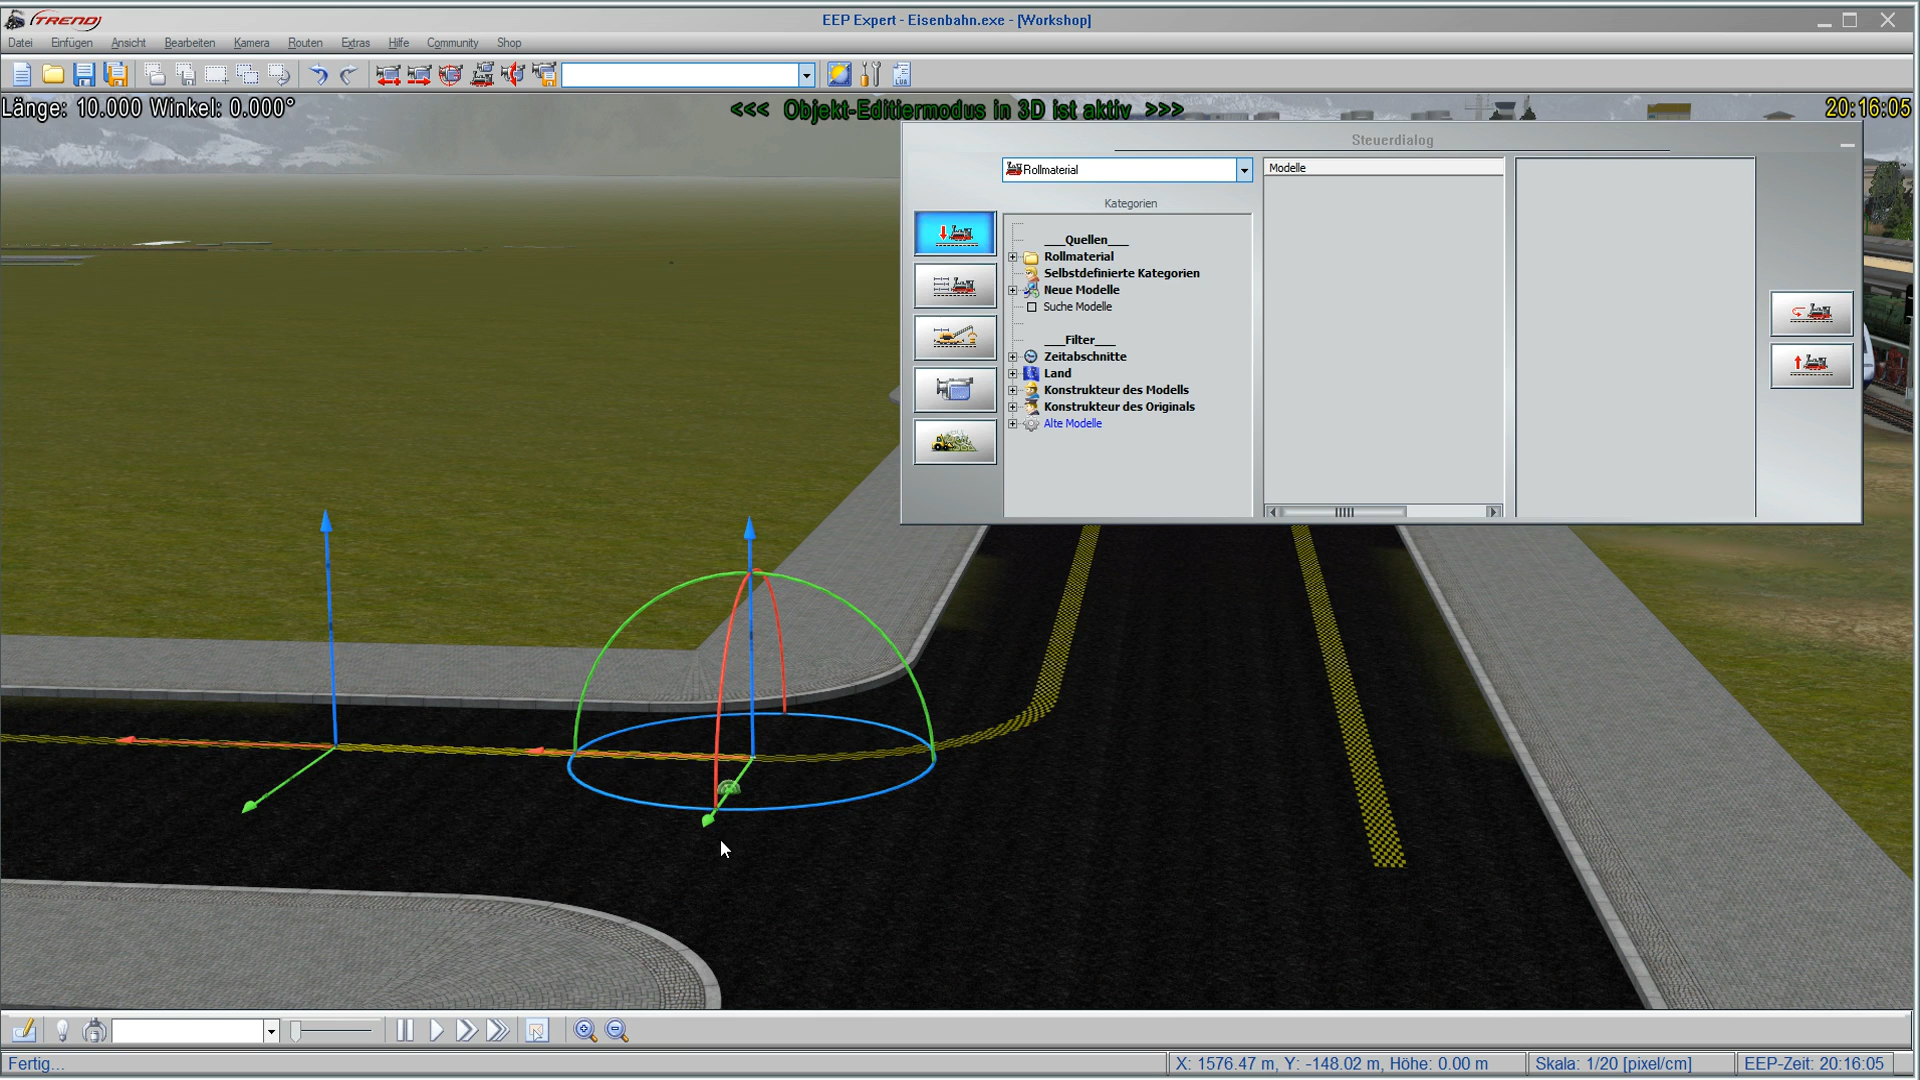 TREND
EEP Expert - Eisenbahn.exe - [Workshop]
Datei Einfügen Ansicht Bearbeiten Kamera Routen Extras Hilfe Community Shop
LUA
Länge: 10.000 Winkel: 0.000°
<<< Objekt-Editiermodus in 3D ist aktiv >>>
20:16:05
Steuerdialog
Rollmaterial
Modelle
Kategorien
___Quellen___
Rollmaterial
Selbstdefinierte Kategorien
Neue Modelle
Suche Modelle
___Filter___
Zeitabschnitte
Land
Konstrukteur des Modells
Konstrukteur des Originals
Alte Modelle
Fertig...
X: 1576.47 m, Y: -148.02 m, Höhe: 0.00 m
Skala: 1/20 [pixel/cm]
EEP-Zeit: 20:16:05